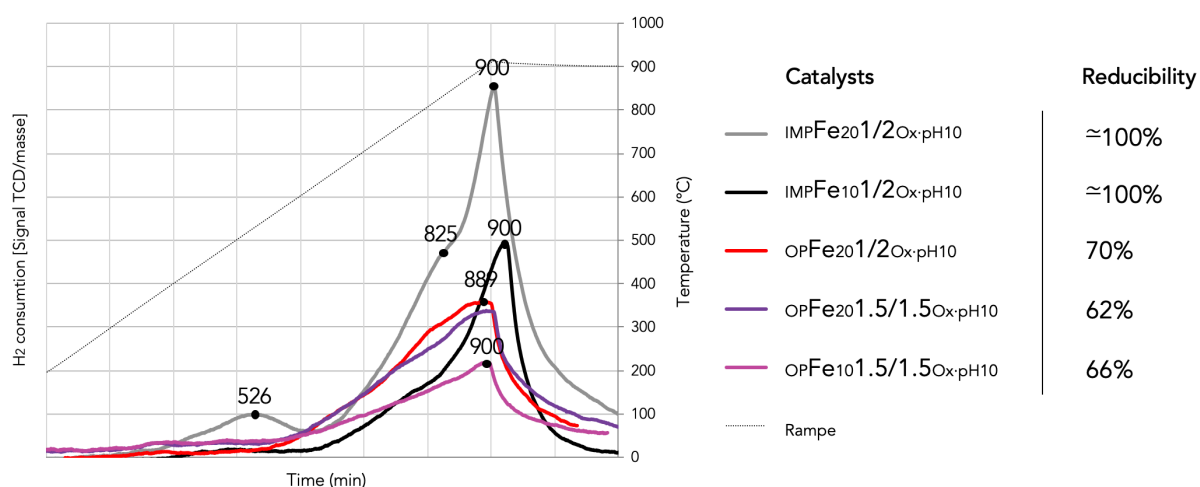 H2 consumtion [Signal TCD/masse]
526
825
900
900
889
900
Time (min)
1000
900
800
700
600
500
400
300
200
100
0
Temperature (°C)
Catalysts Reducibility
IMPFe201/2Ox·pH10 ≃100%
IMPFe101/2Ox·pH10 ≃100%
OPFe201/2Ox·pH10 70%
OPFe201.5/1.5Ox·pH10 62%
OPFe101.5/1.5Ox·pH10 66%
Rampe